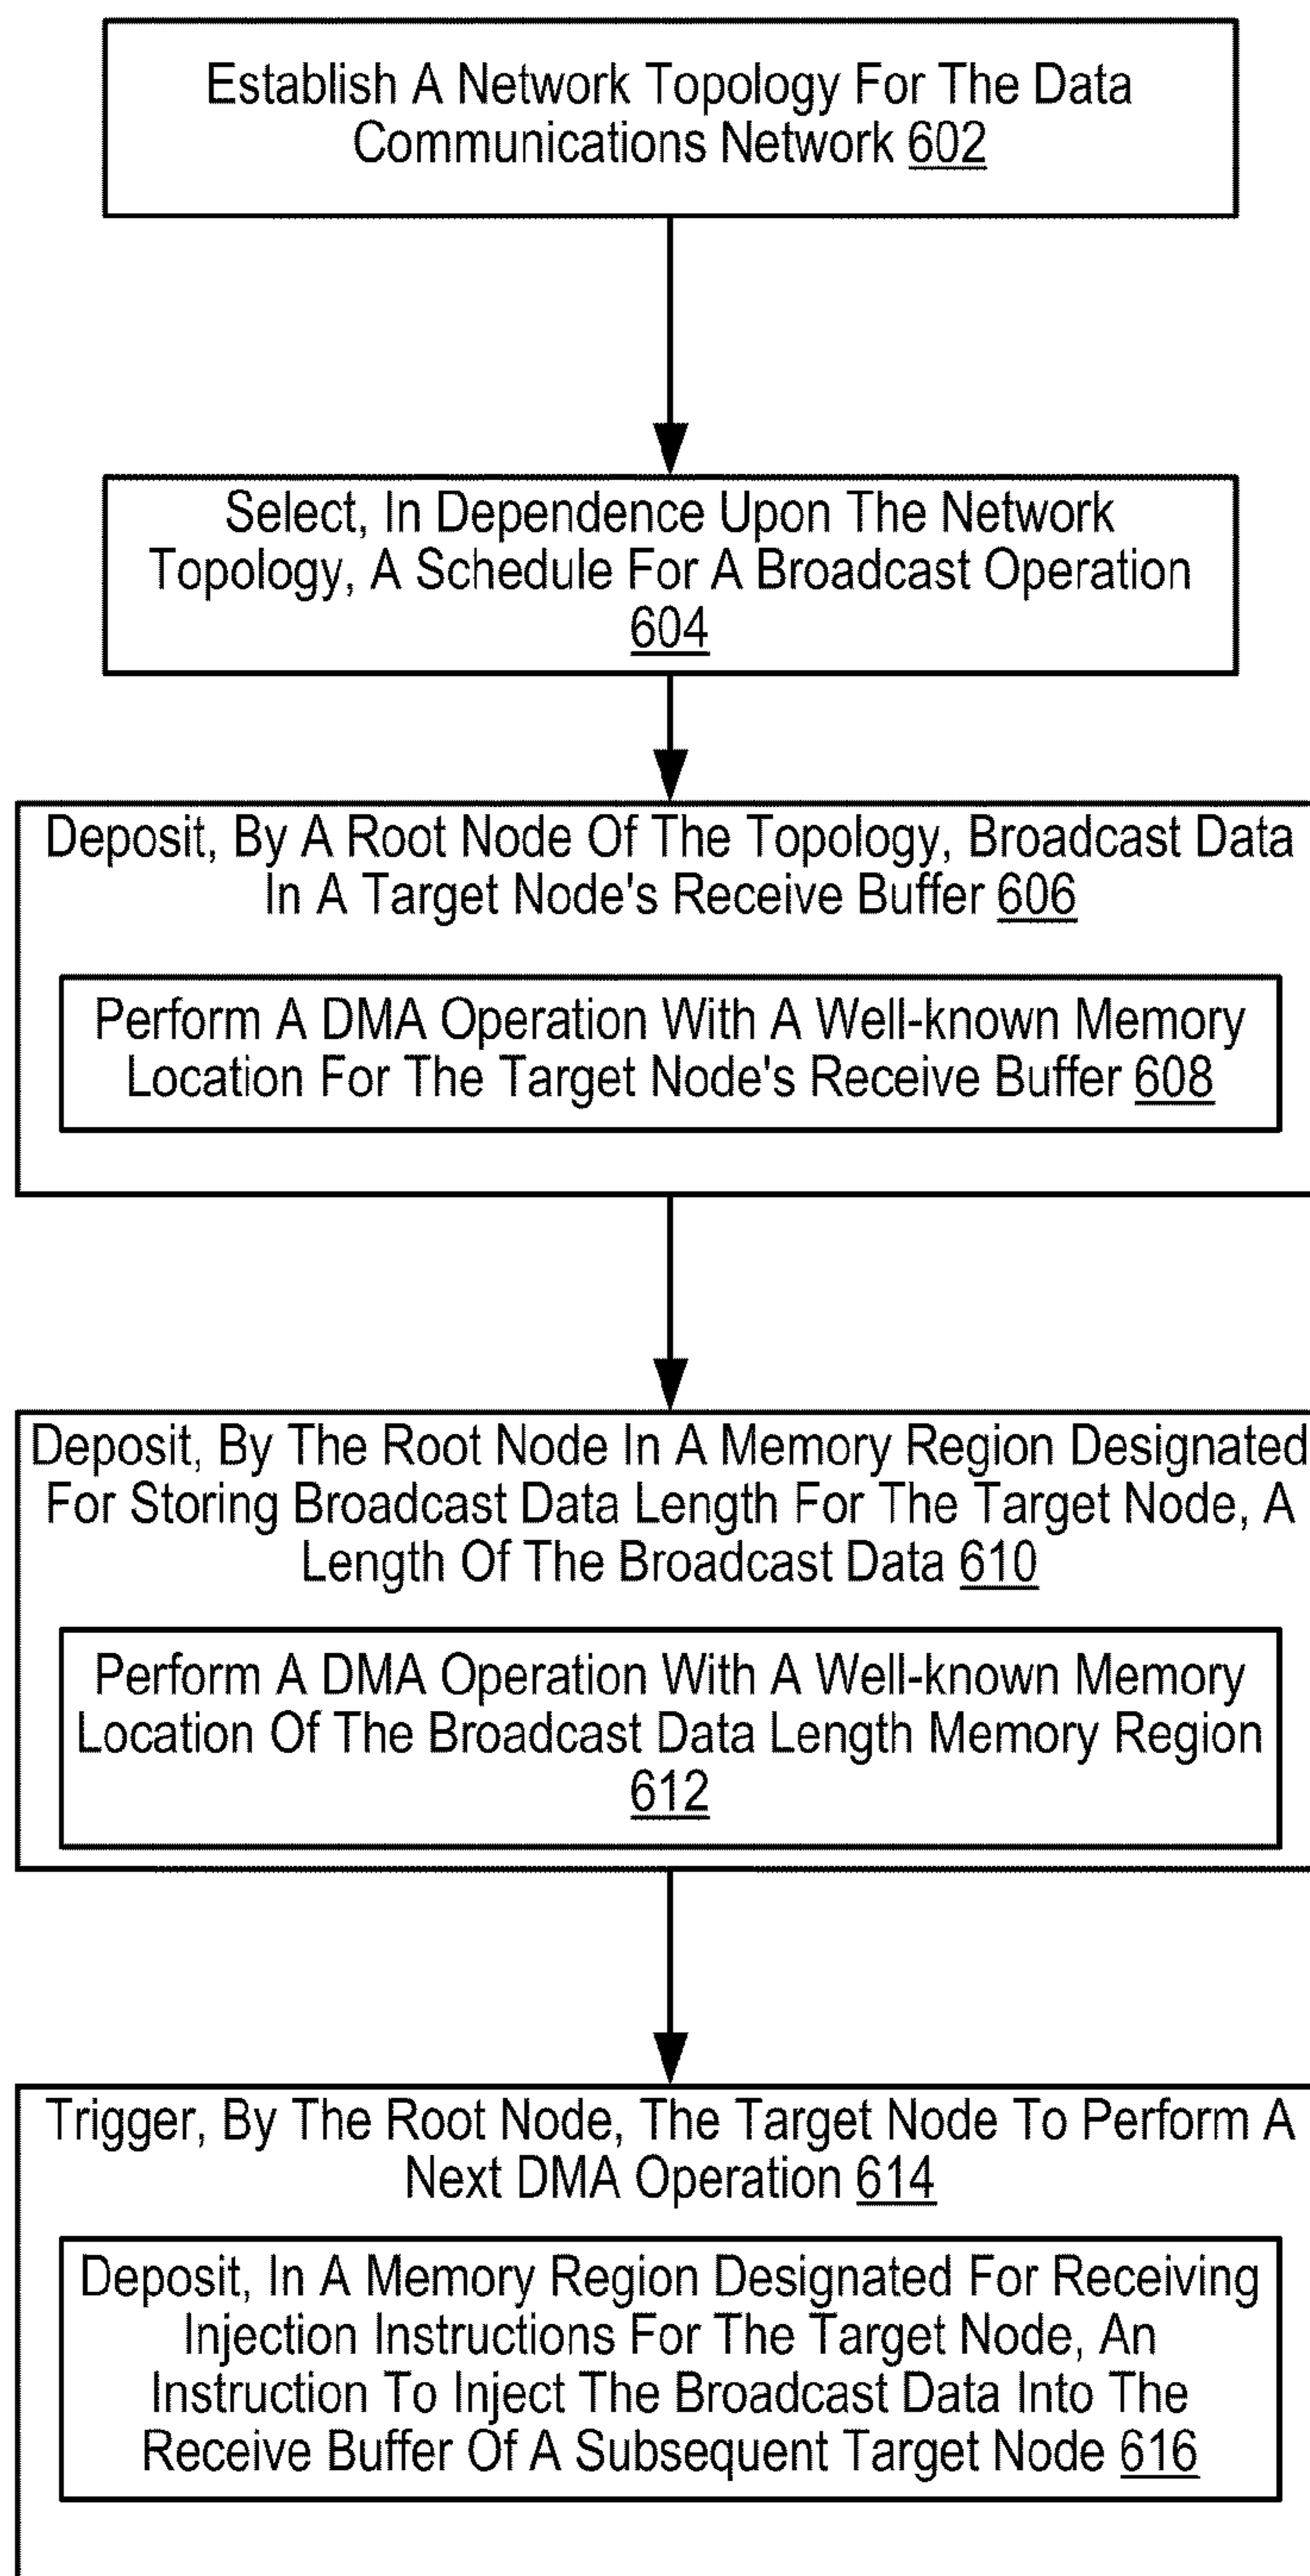 Establish A Network Topology For The Data
Communications Network 602
Select, In Dependence Upon The Network
Topology, A Schedule For A Broadcast Operation
604
Deposit, By A Root Node Of The Topology, Broadcast Data
In A Target Node's Receive Buffer 606
Perform A DMA Operation With A Well-known Memory
Location For The Target Node's Receive Buffer 608
Deposit, By The Root Node In A Memory Region Designated
For Storing Broadcast Data Length For The Target Node, A
Length Of The Broadcast Data 610
Perform A DMA Operation With A Well-known Memory
Location Of The Broadcast Data Length Memory Region
612
Trigger, By The Root Node, The Target Node To Perform A
Next DMA Operation 614
Deposit, In A Memory Region Designated For Receiving
Injection Instructions For The Target Node, An
Instruction To Inject The Broadcast Data Into The
Receive Buffer Of A Subsequent Target Node 616